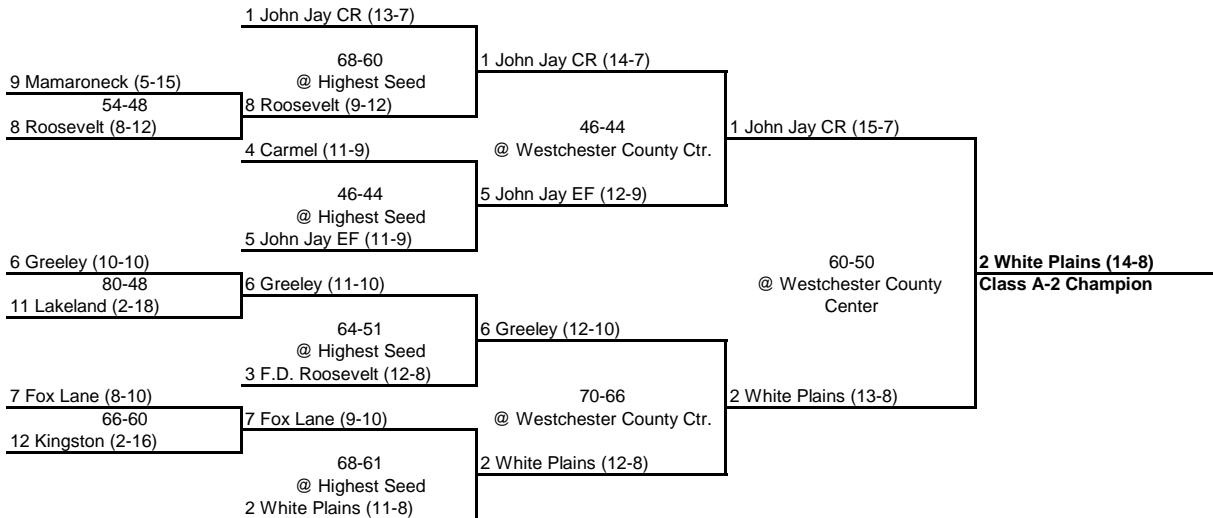 1 John Jay CR (13-7)
68-60
@ Highest Seed
1 John Jay CR (14-7)
9 Mamaroneck (5-15)
54-48
8 Roosevelt (9-12)
8 Roosevelt (8-12)
46-44
@ Westchester County Ctr.
1 John Jay CR (15-7)
4 Carmel (11-9)
46-44
@ Highest Seed
5 John Jay EF (12-9)
5 John Jay EF (11-9)
6 Greeley (10-10)
80-48
6 Greeley (11-10)
11 Lakeland (2-18)
60-50
@ Westchester County
Center
2 White Plains (14-8)
Class A-2 Champion
64-51
@ Highest Seed
6 Greeley (12-10)
3 F.D. Roosevelt (12-8)
7 Fox Lane (8-10)
66-60
7 Fox Lane (9-10)
12 Kingston (2-16)
70-66
@ Westchester County Ctr.
2 White Plains (13-8)
68-61
@ Highest Seed
2 White Plains (12-8)
2 White Plains (11-8)